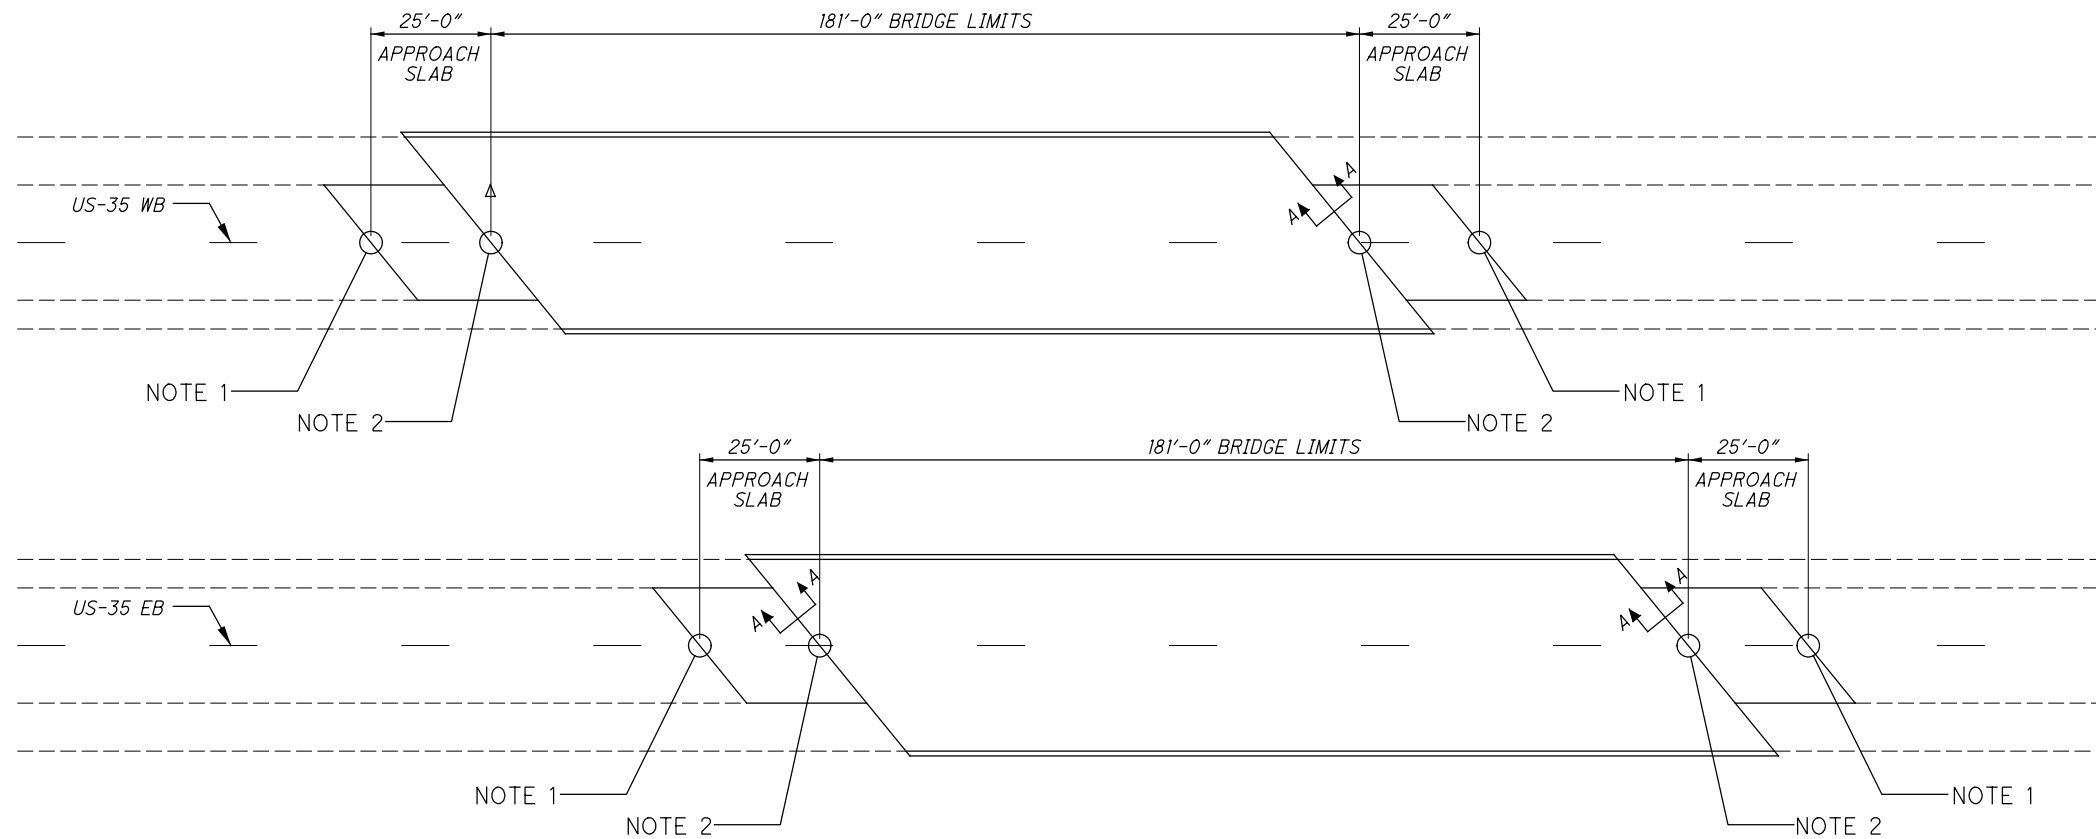 25'-0"
181'-0" BRIDGE LIMITS
25'-0"
APPROACH
SLAB
APPROACH
SLAB
A
A
US-35 WB
NOTE 1
NOTE 1
NOTE 2
NOTE 2
25'-0"
181'-0" BRIDGE LIMITS
25'-0"
APPROACH
SLAB
APPROACH
SLAB
A
A
A
A
US-35 EB
NOTE 1
NOTE 1
NOTE 2
NOTE 2